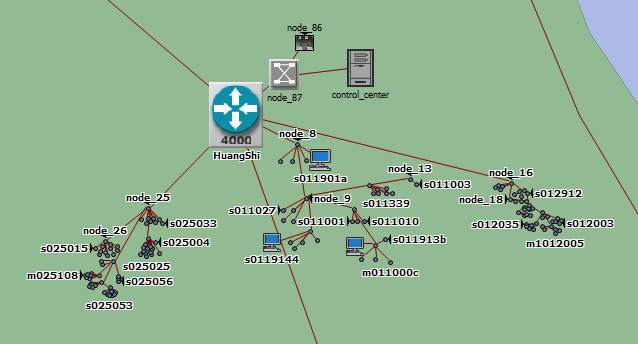 node_86
node_87
control_center
4000
HuangShi
node_8
s011901a
node_13
s011003
node_16
s012912
node_18
node_9
s011339
s011027
s011001
s011010
s012035
s012003
m1012005
node_25
s025033
node_26
s025015
s025004
s025025
m025108
s025056
s025053
s0119144
s011913b
m011000c